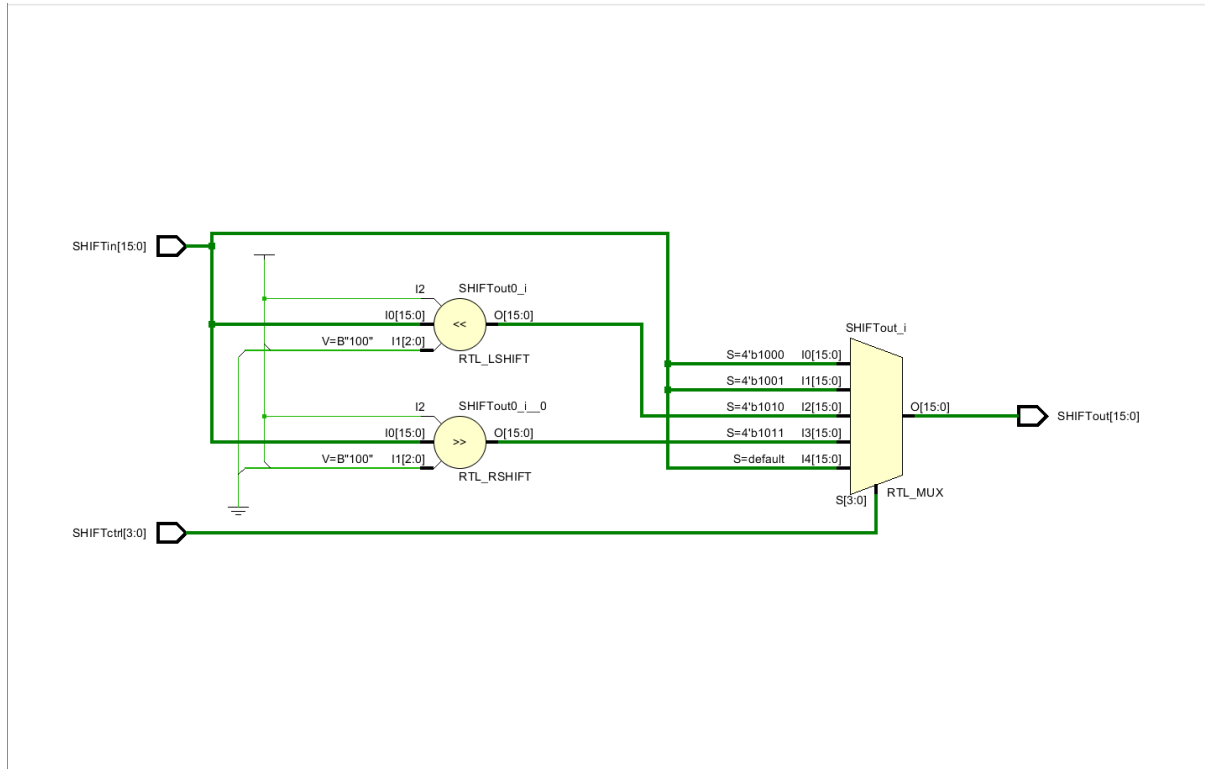 SHIFTin[15:0]
I2
SHIFTout0_i
I0[15:0]
<<
O[15:0]
V=B"100"
I1[2:0]
RTL_LSHIFT
I2
SHIFTout0_i__0
I0[15:0]
>>
O[15:0]
V=B"100"
I1[2:0]
RTL_RSHIFT
SHIFTout_i
S=4'b1000
I0[15:0]
S=4'b1001
I1[15:0]
S=4'b1010
I2[15:0]
S=4'b1011
I3[15:0]
S=default
I4[15:0]
O[15:0]
SHIFTout[15:0]
S[3:0]
RTL_MUX
SHIFTctrl[3:0]